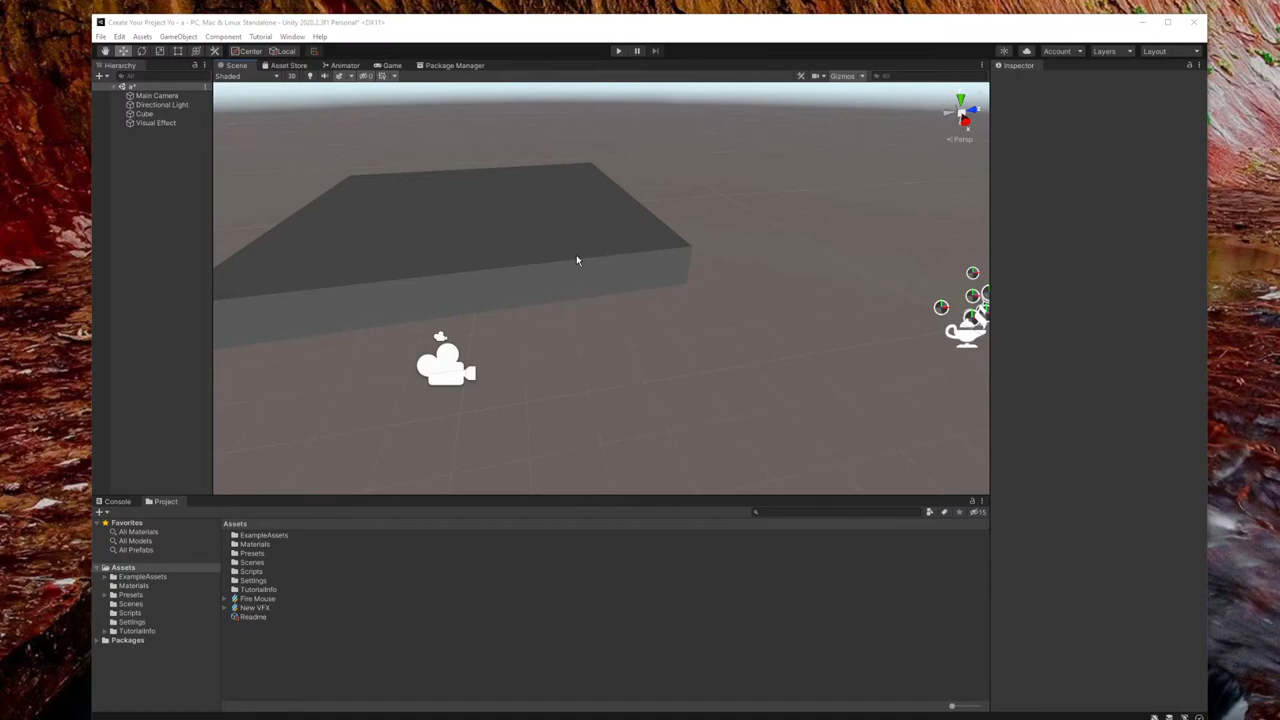 Create Your Project Yo - a - PC, Mac & Linux Standalone - Unity 2020.2.3f1 Personal* <DX11>
File Edit Assets GameObject Component Tutorial Window Help
Center Local Account Layers Layout
Hierarchy Scene Asset Store Animator Game Package Manager Inspector
All Shaded 2D 0 Gizmos All
a*
Main Camera
Directional Light
Cube
Visual Effect
x
Persp
Console Project
15
Favorites
All Materials
All Models
All Prefabs
Assets
ExampleAssets
Materials
Presets
Scenes
Scripts
Settings
TutorialInfo
Packages
Assets
ExampleAssets
Materials
Presets
Scenes
Scripts
Settings
TutorialInfo
Fire Mouse
New VFX
Readme